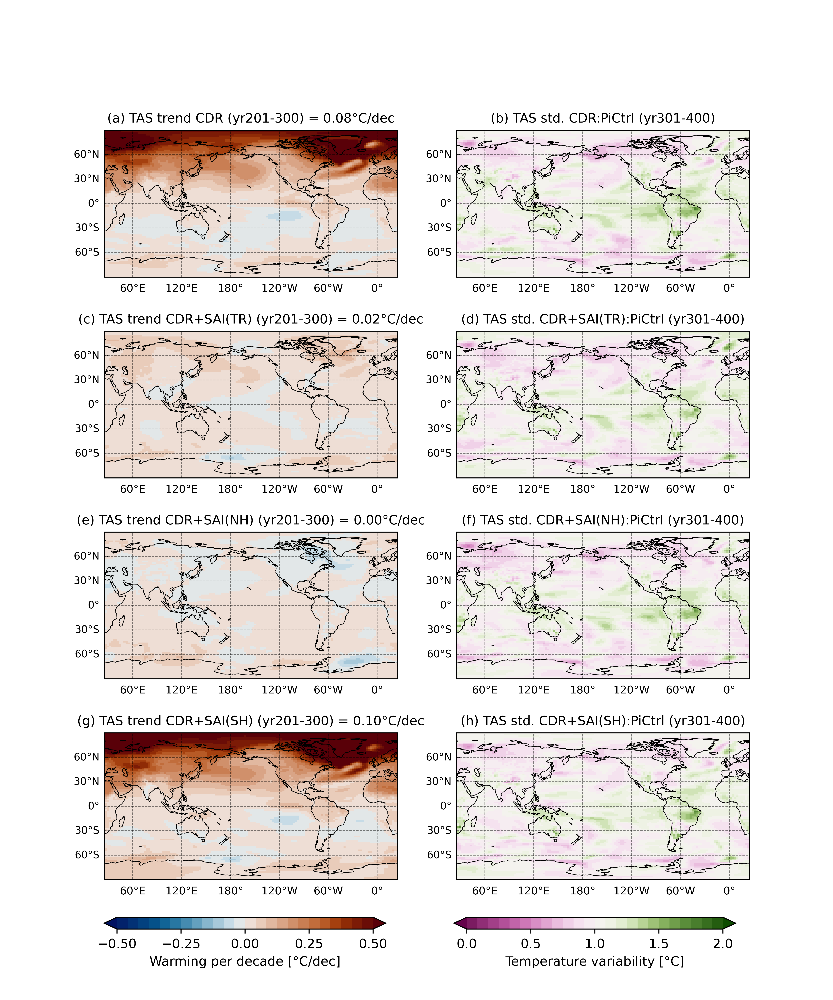 (a) TAS trend CDR (yr201-300) = 0.08°C/dec
(b) TAS std. CDR:PiCtrl (yr301-400)
60°N
30°N
0°
30°S
60°S
60°E 120°E 180° 120°W 60°W 0°
60°N
30°N
0°
30°S
60°S
60°E 120°E 180° 120°W 60°W 0°
(c) TAS trend CDR+SAI(TR) (yr201-300) = 0.02°C/dec
(d) TAS std. CDR+SAI(TR):PiCtrl (yr301-400)
60°N
30°N
0°
30°S
60°S
60°E 120°E 180° 120°W 60°W 0°
60°N
30°N
0°
30°S
60°S
60°E 120°E 180° 120°W 60°W 0°
(e) TAS trend CDR+SAI(NH) (yr201-300) = 0.00°C/dec
(f) TAS std. CDR+SAI(NH):PiCtrl (yr301-400)
60°N
30°N
0°
30°S
60°S
60°E 120°E 180° 120°W 60°W 0°
60°N
30°N
0°
30°S
60°S
60°E 120°E 180° 120°W 60°W 0°
(g) TAS trend CDR+SAI(SH) (yr201-300) = 0.10°C/dec
(h) TAS std. CDR+SAI(SH):PiCtrl (yr301-400)
60°N
30°N
0°
30°S
60°S
60°E 120°E 180° 120°W 60°W 0°
60°N
30°N
0°
30°S
60°S
60°E 120°E 180° 120°W 60°W 0°
−0.50 −0.25 0.00 0.25 0.50
Warming per decade [°C/dec]
0.0 0.5 1.0 1.5 2.0
Temperature variability [°C]